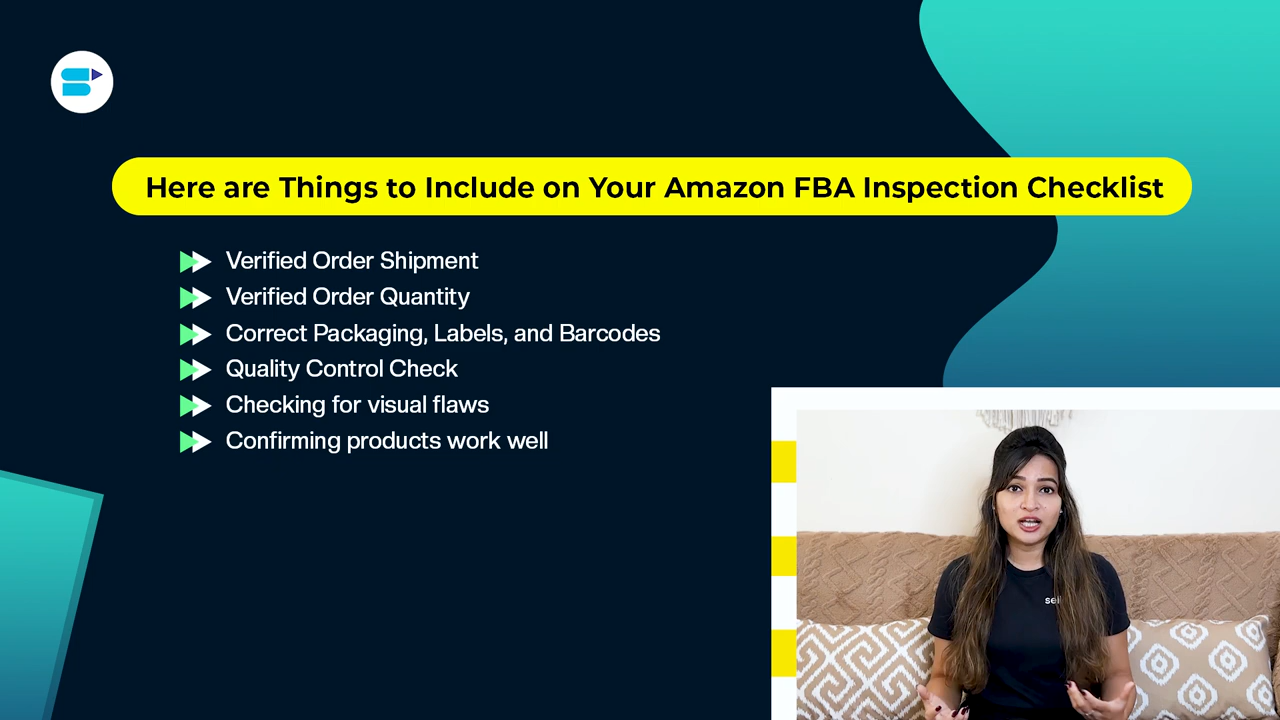 Here are Things to Include on Your Amazon FBA Inspection Checklist
Verified Order Shipment
Verified Order Quantity
Correct Packaging, Labels, and Barcodes
Quality Control Check
Checking for visual flaws
Confirming products work well